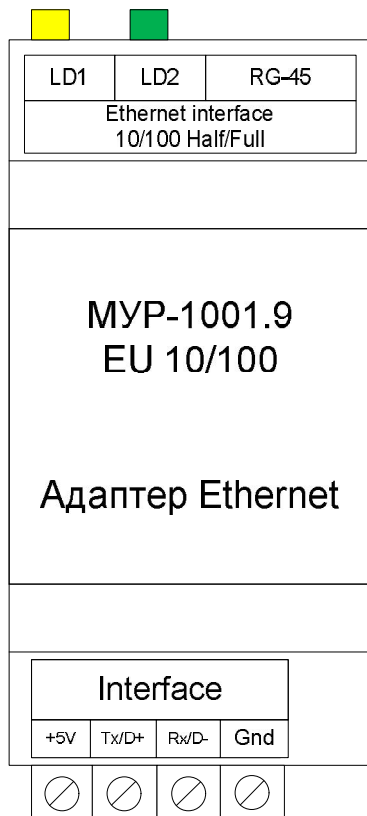 LD1 LD2 RG-45
Ethernet interface
10/100 Half/Full
МУР-1001.9
EU 10/100
Адаптер Ethernet
Interface
+5V Tx/D+ Rx/D- Gnd